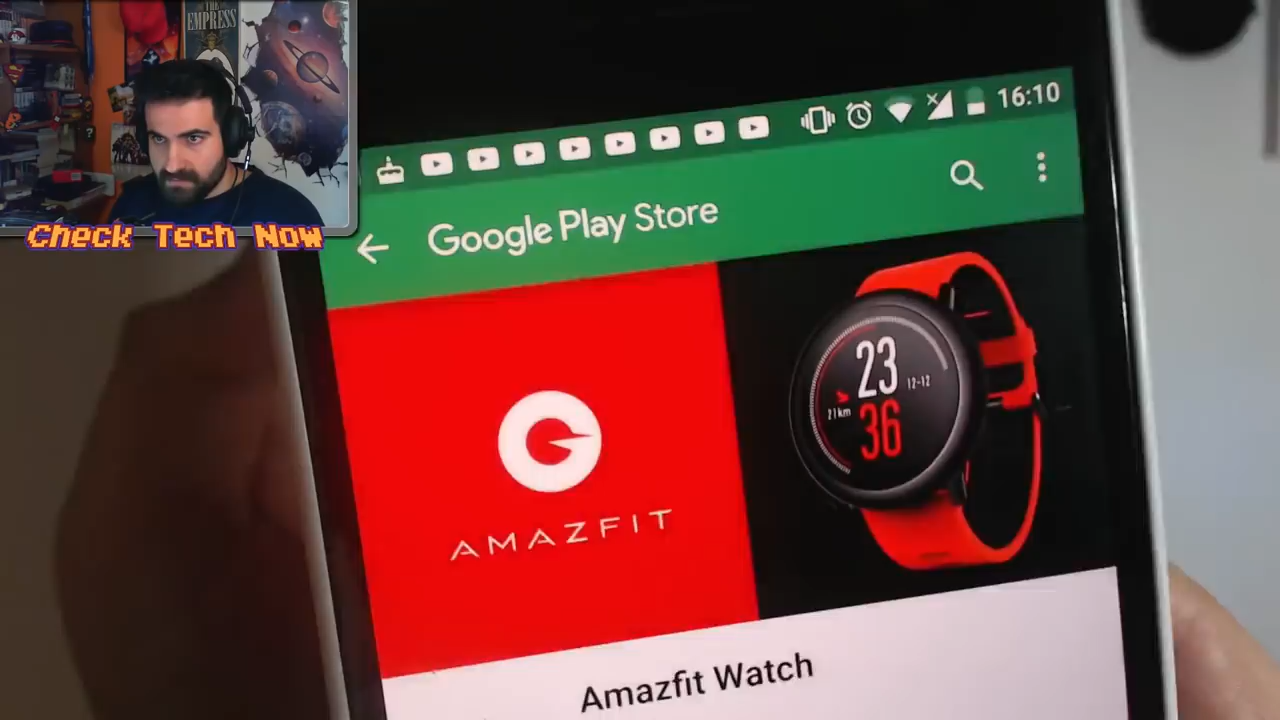 THE
EMPRESS
Check Tech Now
16:10
Google Play Store
23
12-12
21km
36
AMAZFIT
Amazfit Watch